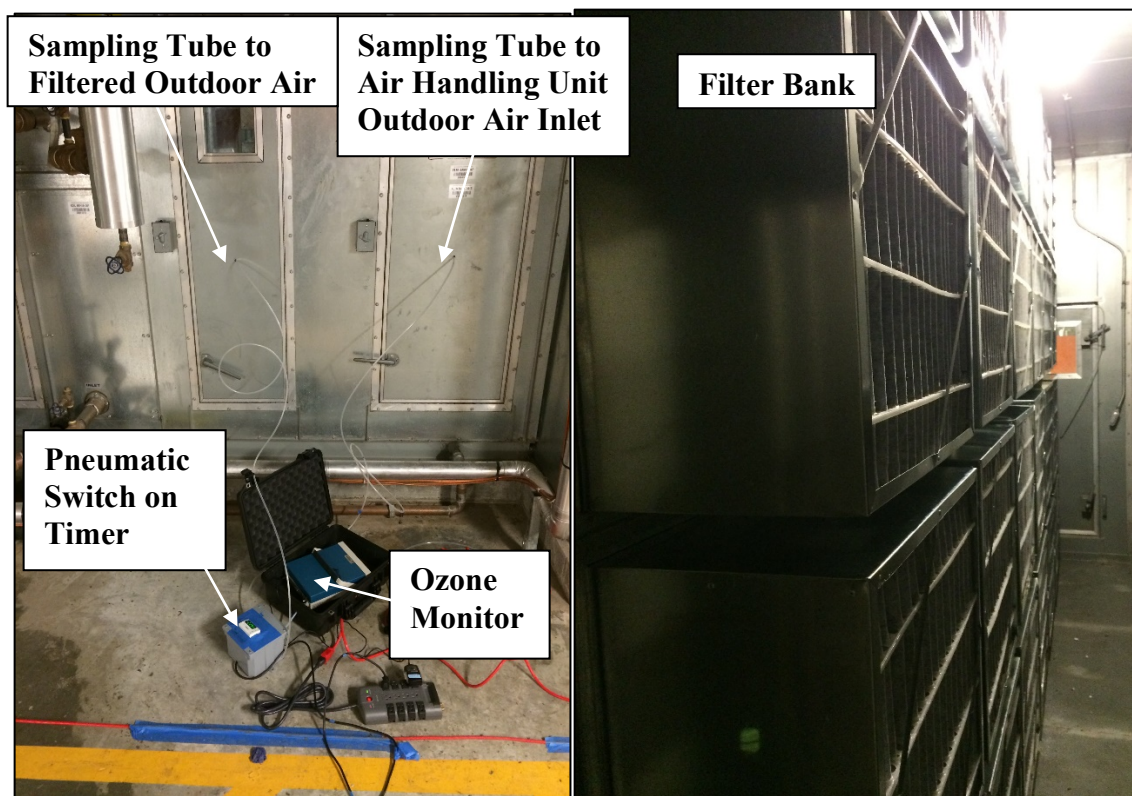 Sampling Tube to
Filtered Outdoor Air
Sampling Tube to
Air Handling Unit
Outdoor Air Inlet
Filter Bank
Pneumatic
Switch on
Timer
Ozone
Monitor